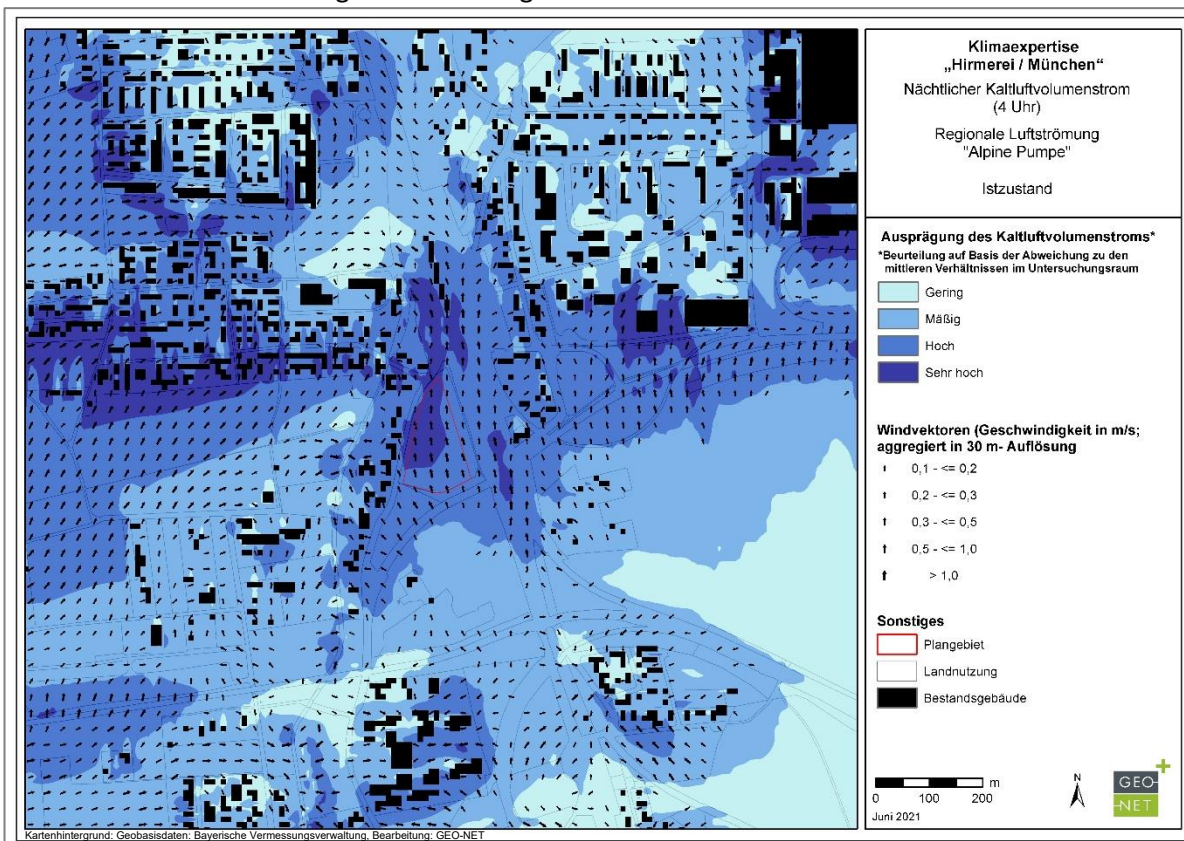 Klimaexpertise
„Hirmerei / München“
Nächtlicher Kaltluftvolumenstrom
(4 Uhr)
Regionale Luftströmung
"Alpine Pumpe"
Istzustand
Ausprägung des Kaltluftvolumenstroms*
*Beurteilung auf Basis der Abweichung zu den
mittleren Verhältnissen im Untersuchungsraum
Gering
Mäßig
Hoch
Sehr hoch
Windvektoren (Geschwindigkeit in m/s;
aggregiert in 30 m- Auflösung
0,1 - <= 0,2
0,2 - <= 0,3
0,3 - <= 0,5
0,5 - <= 1,0
> 1,0
Sonstiges
Plangebiet
Landnutzung
Bestandsgebäude
m
0 100 200
N
GEO-
-NET
Juni 2021
Kartenhintergrund: Geobasisdaten: Bayerische Vermessungsverwaltung, Bearbeitung: GEO-NET